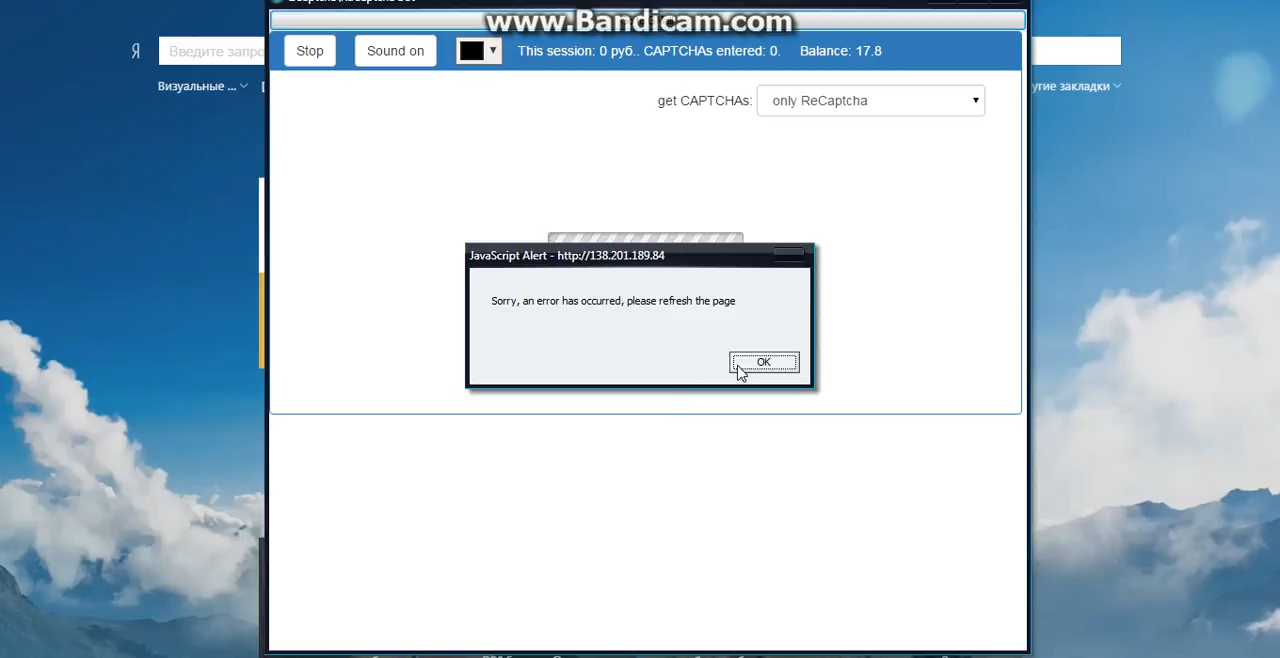 www.Bandicam.com
Я
Введите запро
Stop
Sound on
This session: 0 руб.. CAPTCHAs entered: 0.
Balance: 17.8
Визуальные ...
угие закладки
get CAPTCHAs:
only ReCaptcha
JavaScript Alert - http://138.201.189.84
Sorry, an error has occurred, please refresh the page
OK